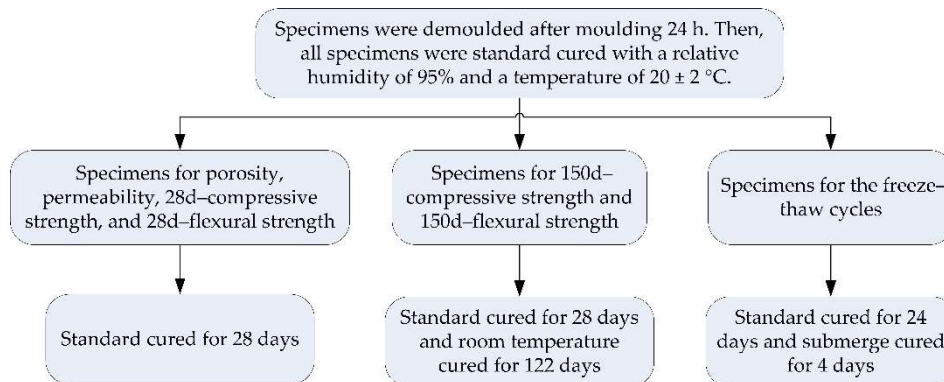 Specimens were demoulded after moulding 24 h. Then,
all specimens were standard cured with a relative
humidity of 95% and a temperature of 20 ± 2 °C.
Specimens for porosity,
permeability, 28d–compressive
strength, and 28d–flexural strength
Specimens for 150d–
compressive strength and
150d–flexural strength
Specimens for the freeze–
thaw cycles
Standard cured for 28 days
Standard cured for 28 days
and room temperature
cured for 122 days
Standard cured for 24
days and submerge cured
for 4 days